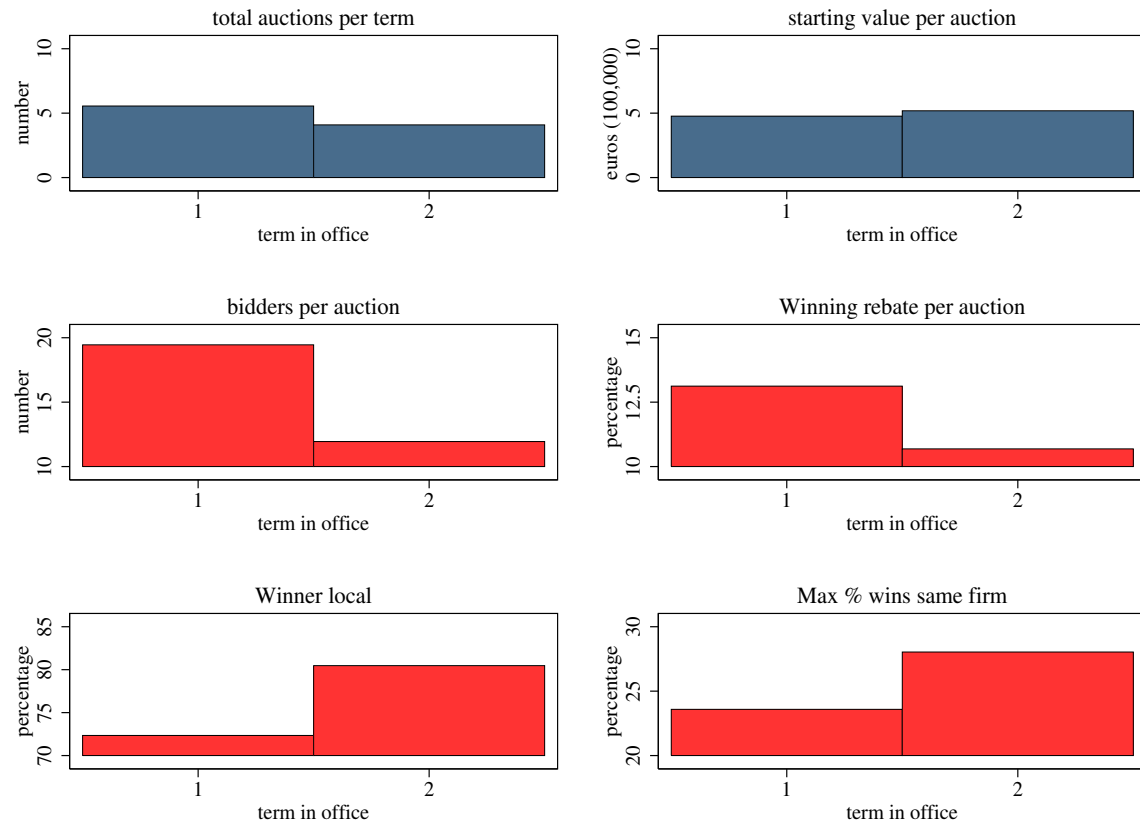 total auctions per term
number
0
5
10
1
2
term in office
starting value per auction
euros (100,000)
0
5
10
1
2
term in office
bidders per auction
number
10
15
20
1
2
term in office
Winning rebate per auction
percentage
10
12.5
15
1
2
term in office
Winner local
percentage
70
75
80
85
1
2
term in office
Max % wins same firm
percentage
20
25
30
1
2
term in office